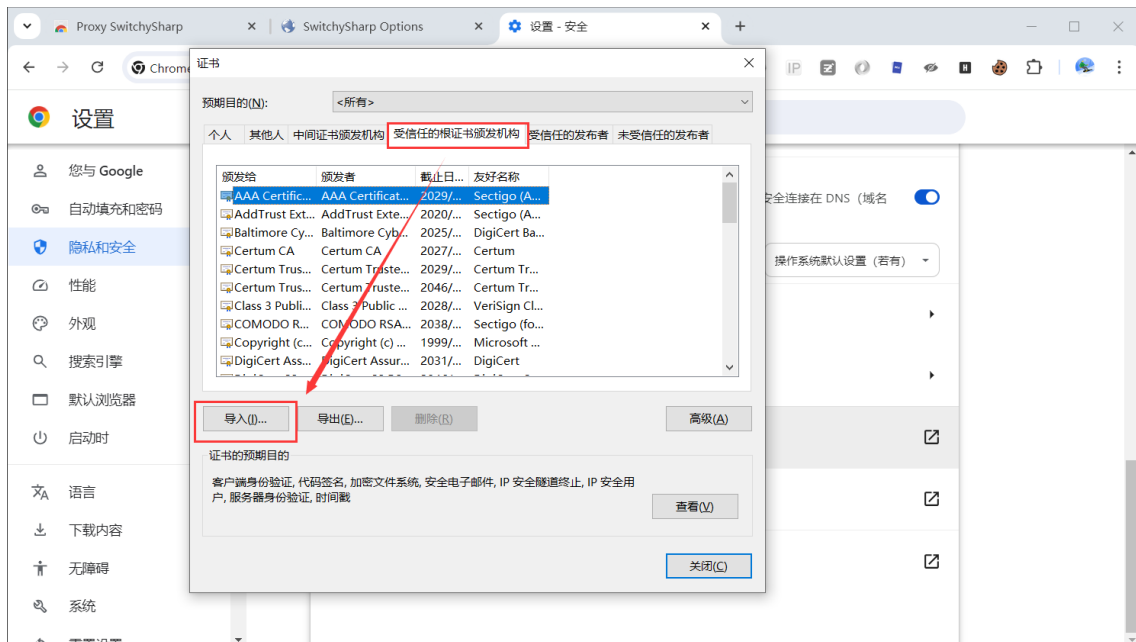 Proxy SwitchySharp
SwitchySharp Options
设置 - 安全
Chrome
IP
设置
您与 Google
自动填充和密码
隐私和安全
性能
外观
搜索引擎
默认浏览器
启动时
语言
下载内容
无障碍
系统
重置设置
安全连接在 DNS（域名
操作系统默认设置（若有）
证书
预期目的(N):
<所有>
个人 其他人 中间证书颁发机构 受信任的根证书颁发机构 受信任的发布者 未受信任的发布者
颁发给 颁发者 截止日... 友好名称
AAA Certific... AAA Certificat... 2029/... Sectigo (A...
AddTrust Ext... AddTrust Exte... 2020/... Sectigo (A...
Baltimore Cy... Baltimore Cyb... 2025/... DigiCert Ba...
Certum CA Certum CA 2027/... Certum
Certum Trus... Certum Truste... 2029/... Certum Tr...
Certum Trus... Certum Truste... 2046/... Certum Tr...
Class 3 Publi... Class 3 Public ... 2028/... VeriSign Cl...
COMODO R... COMODO RSA... 2038/... Sectigo (fo...
Copyright (c... Copyright (c) ... 1999/... Microsoft ...
DigiCert Ass... DigiCert Assur... 2031/... DigiCert
导入(I)... 导出(E)... 删除(R) 高级(A)
证书的预期目的
客户端身份验证, 代码签名, 加密文件系统, 安全电子邮件, IP 安全隧道终止, IP 安全用
户, 服务器身份验证, 时间戳
查看(V)
关闭(C)